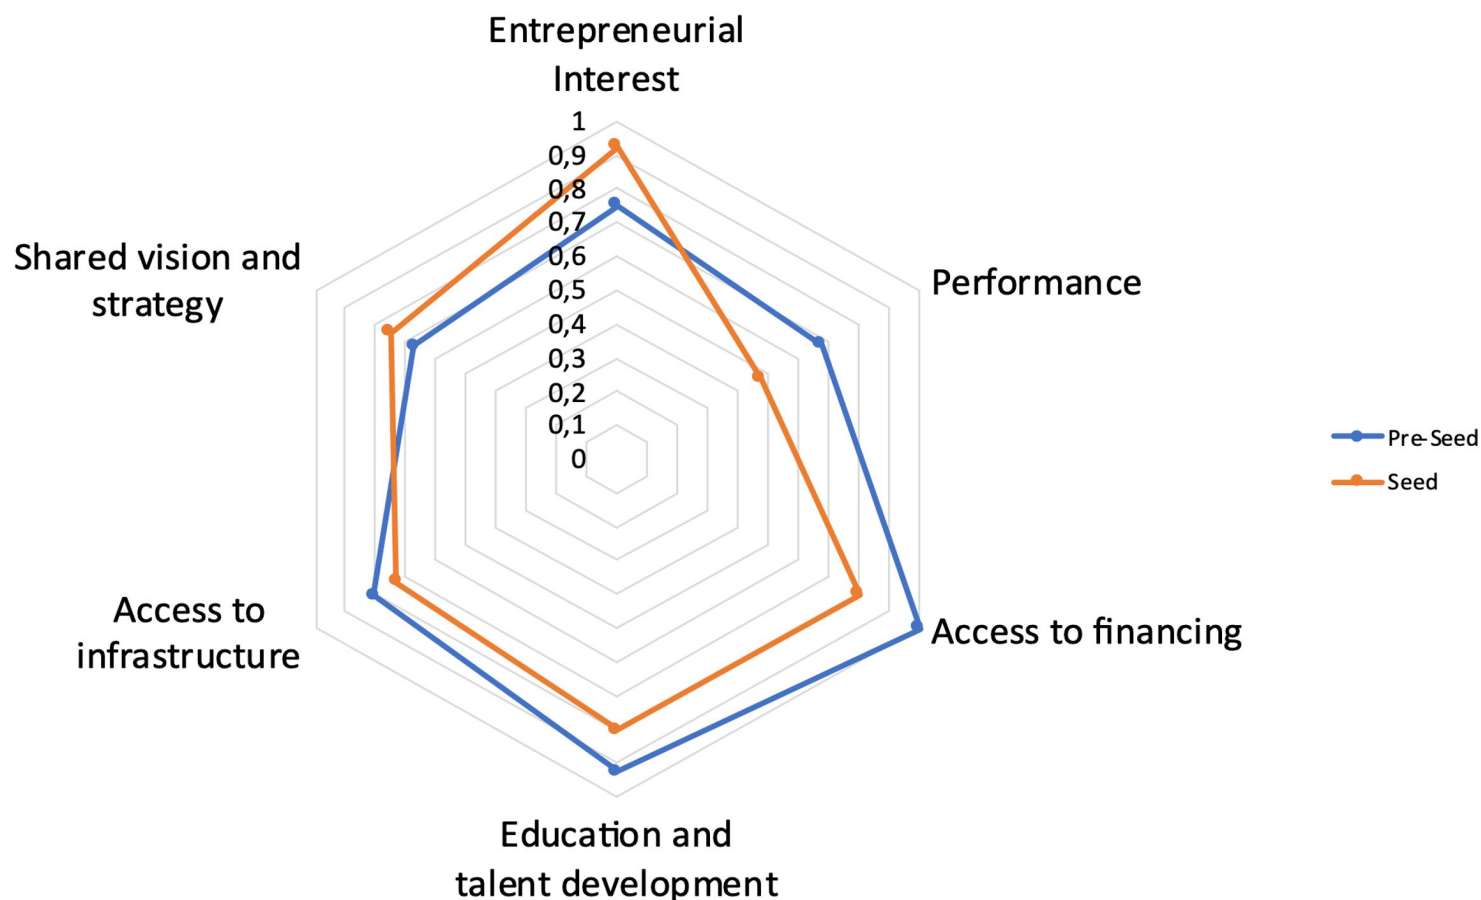 Entrepreneurial
Interest
1
0,9
0,8
0,7
0,6
0,5
0,4
0,3
0,2
0,1
0
Shared vision and
strategy
Performance
Pre-Seed
Seed
Access to
infrastructure
Access to financing
Education and
talent development